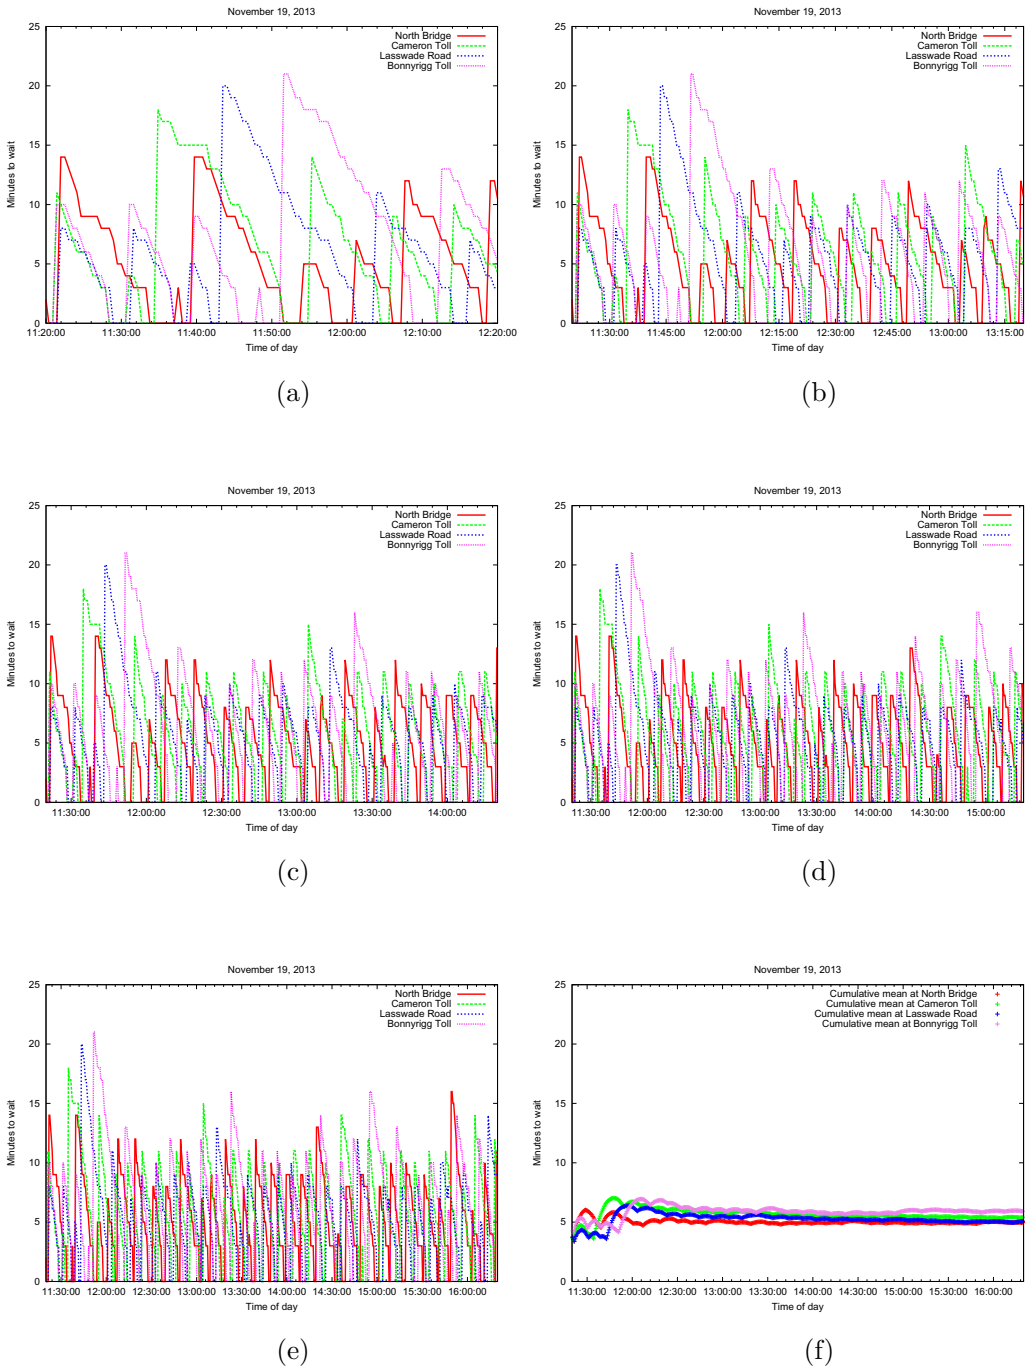 November 19, 2013
25
20
15
10
5
0
Minutes to wait
North Bridge
Cameron Toll
Lasswade Road
Bonnyrigg Toll
11:20:00 11:30:00 11:40:00 11:50:00 12:00:00 12:10:00 12:20:00
Time of day
(a)
November 19, 2013
25
20
15
10
5
0
Minutes to wait
North Bridge
Cameron Toll
Lasswade Road
Bonnyrigg Toll
11:30:00 11:45:00 12:00:00 12:15:00 12:30:00 12:45:00 13:00:00 13:15:00
Time of day
(b)
November 19, 2013
25
20
15
10
5
0
Minutes to wait
North Bridge
Cameron Toll
Lasswade Road
Bonnyrigg Toll
11:30:00 12:00:00 12:30:00 13:00:00 13:30:00 14:00:00
Time of day
(c)
November 19, 2013
25
20
15
10
5
0
Minutes to wait
North Bridge
Cameron Toll
Lasswade Road
Bonnyrigg Toll
11:30:00 12:00:00 12:30:00 13:00:00 13:30:00 14:00:00 14:30:00 15:00:00
Time of day
(d)
November 19, 2013
25
20
15
10
5
0
Minutes to wait
North Bridge
Cameron Toll
Lasswade Road
Bonnyrigg Toll
11:30:00 12:00:00 12:30:00 13:00:00 13:30:00 14:00:00 14:30:00 15:00:00 15:30:00 16:00:00
Time of day
(e)
November 19, 2013
25
20
15
10
5
0
Minutes to wait
Cumulative mean at North Bridge
Cumulative mean at Cameron Toll
Cumulative mean at Lasswade Road
Cumulative mean at Bonnyrigg Toll
11:30:00 12:00:00 12:30:00 13:00:00 13:30:00 14:00:00 14:30:00 15:00:00 15:30:00 16:00:00
Time of day
(f)